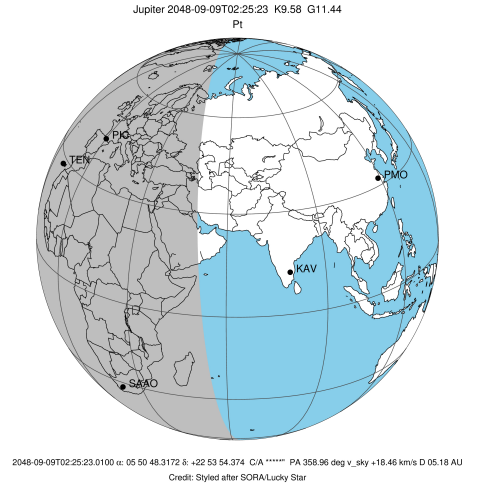 Jupiter 2048-09-09T02:25:23 K9.58 G11.44
Pt
PIC
TEN
PMO
KAV
SAAO
2048-09-09T02:25:23.0100 α: 05 50 48.3172 δ: +22 53 54.374 C/A *****" PA 358.96 deg v_sky +18.46 km/s D 05.18 AU
Credit: Styled after SORA/Lucky Star